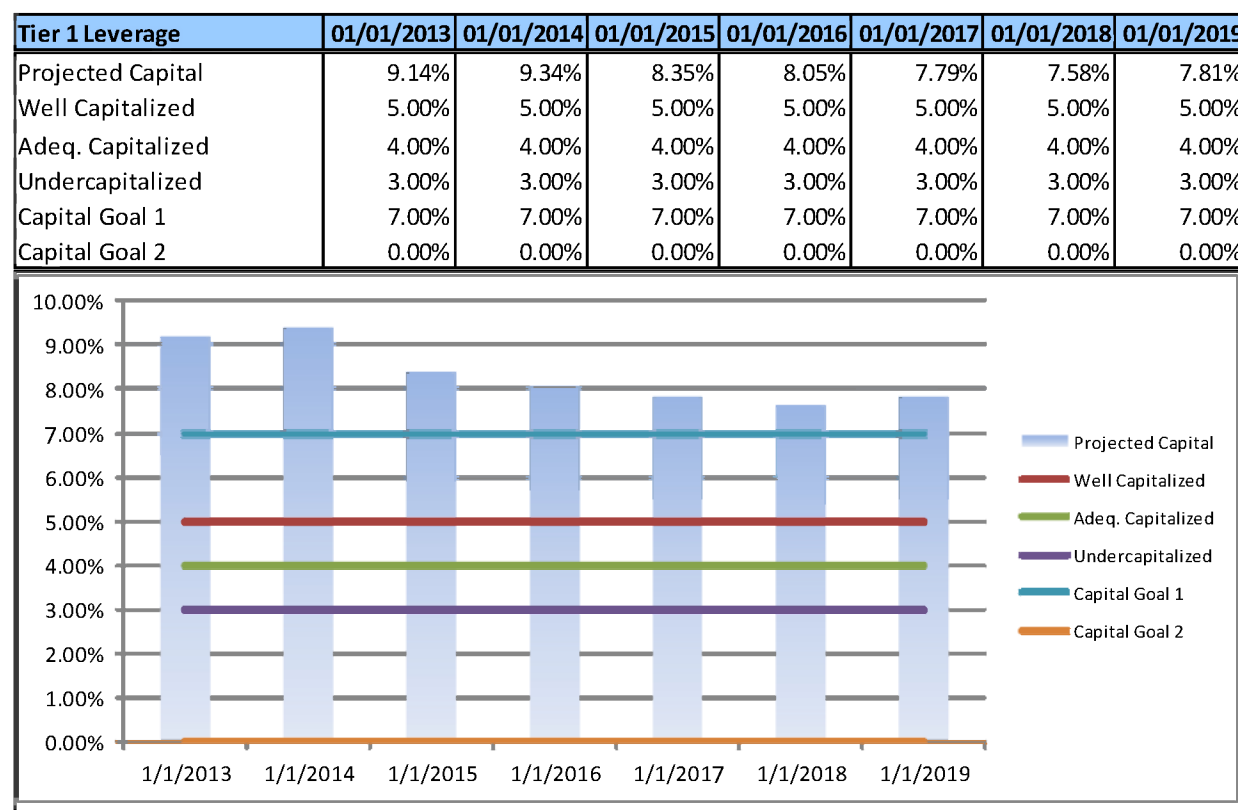 Tier 1 Leverage 01/01/2013 01/01/2014 01/01/2015 01/01/2016 01/01/2017 01/01/2018 01/01/2019
Projected Capital 9.14% 9.34% 8.35% 8.05% 7.79% 7.58% 7.81%
Well Capitalized 5.00% 5.00% 5.00% 5.00% 5.00% 5.00% 5.00%
Adeq. Capitalized 4.00% 4.00% 4.00% 4.00% 4.00% 4.00% 4.00%
Undercapitalized 3.00% 3.00% 3.00% 3.00% 3.00% 3.00% 3.00%
Capital Goal 1 7.00% 7.00% 7.00% 7.00% 7.00% 7.00% 7.00%
Capital Goal 2 0.00% 0.00% 0.00% 0.00% 0.00% 0.00% 0.00%
10.00%
9.00%
8.00%
7.00%
6.00%
5.00%
4.00%
3.00%
2.00%
1.00%
0.00%
1/1/2013 1/1/2014 1/1/2015 1/1/2016 1/1/2017 1/1/2018 1/1/2019
Projected Capital
Well Capitalized
Adeq. Capitalized
Undercapitalized
Capital Goal 1
Capital Goal 2